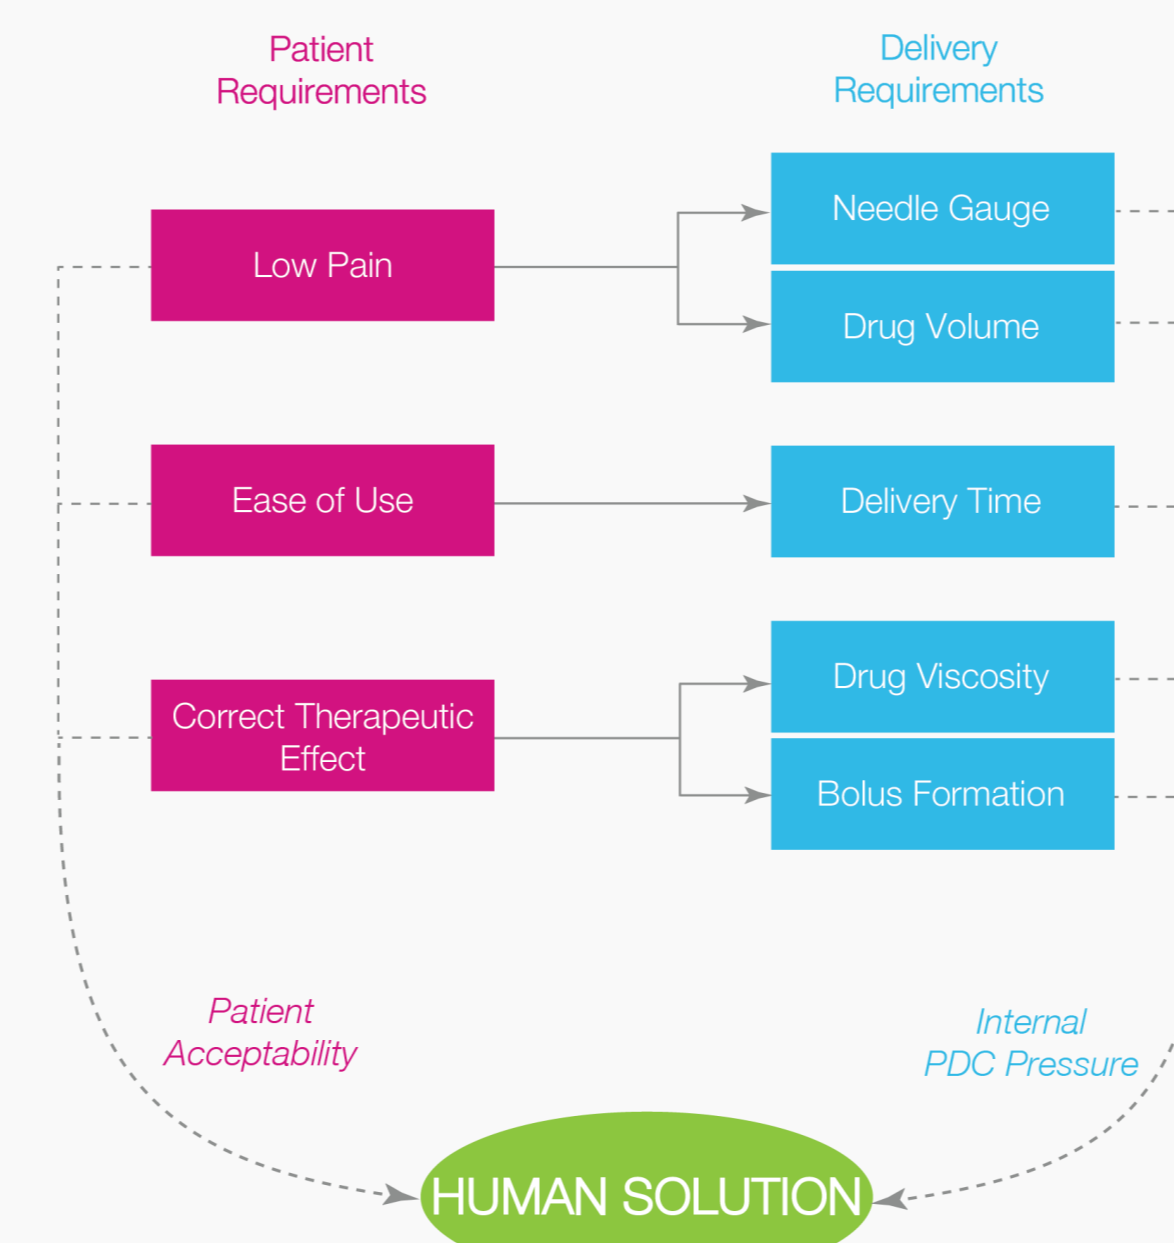 Patient
Requirements
Delivery
Requirements
Low Pain
Needle Gauge
Drug Volume
Ease of Use
Delivery Time
Correct Therapeutic
Effect
Drug Viscosity
Bolus Formation
Patient
Acceptability
Internal
PDC Pressure
HUMAN SOLUTION